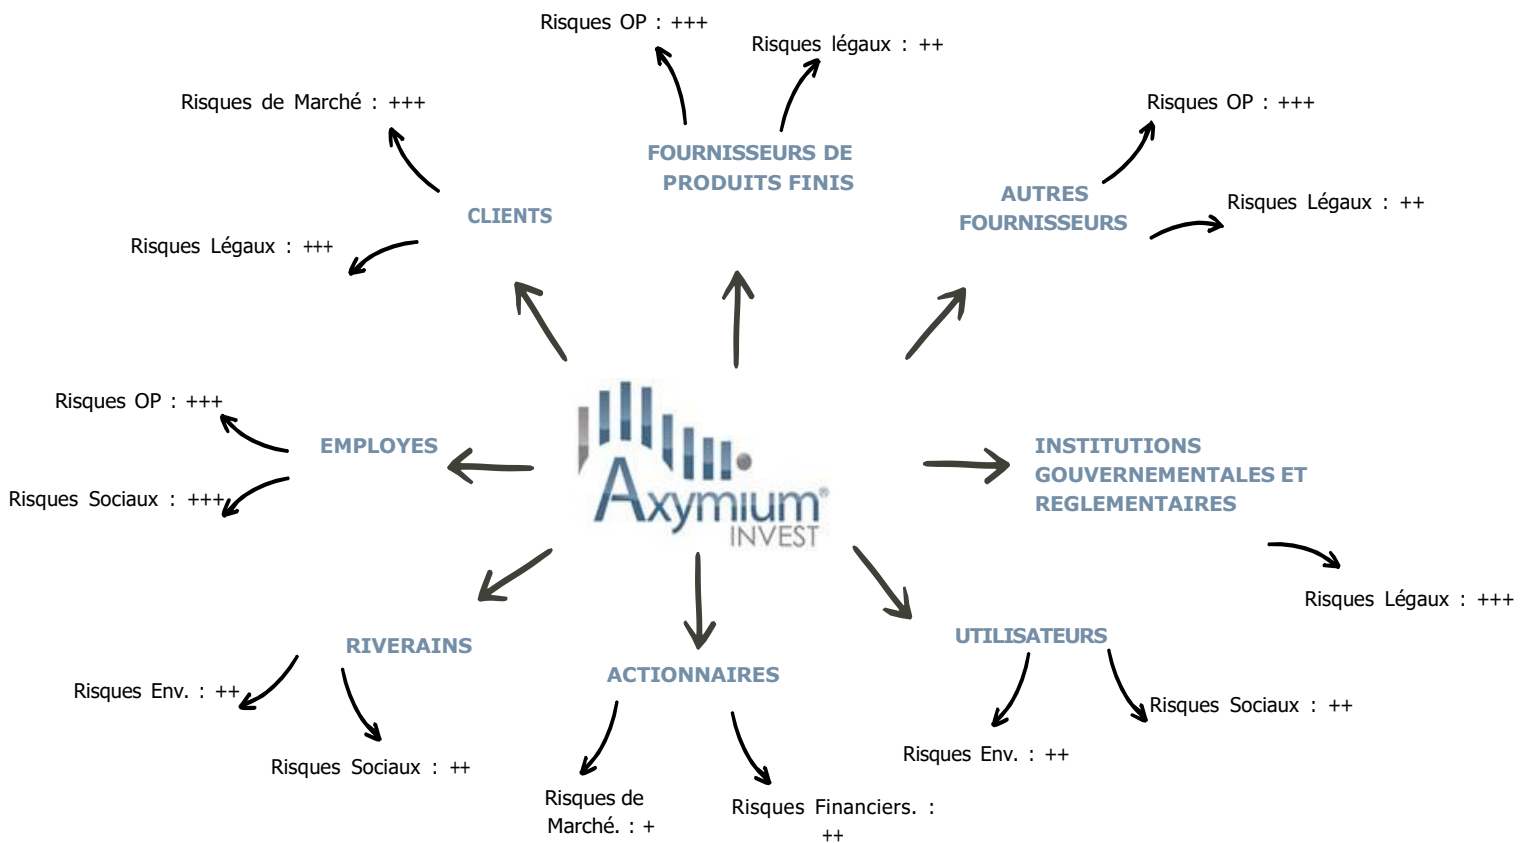 Risques OP : +++
Risques légaux : ++
Risques de Marché : +++
Risques OP : +++
FOURNISSEURS DE
PRODUITS FINIS
AUTRES
FOURNISSEURS
Risques Légaux : ++
CLIENTS
Risques Légaux : +++
Risques OP : +++
EMPLOYES
Risques Sociaux : +++
Axymium®
INVEST
INSTITUTIONS
GOUVERNEMENTALES ET
REGLEMENTAIRES
Risques Légaux : +++
RIVERAINS
Risques Env. : ++
Risques Sociaux : ++
ACTIONNAIRES
Risques de
Marché. : +
Risques Financiers. :
++
UTILISATEURS
Risques Sociaux : ++
Risques Env. : ++